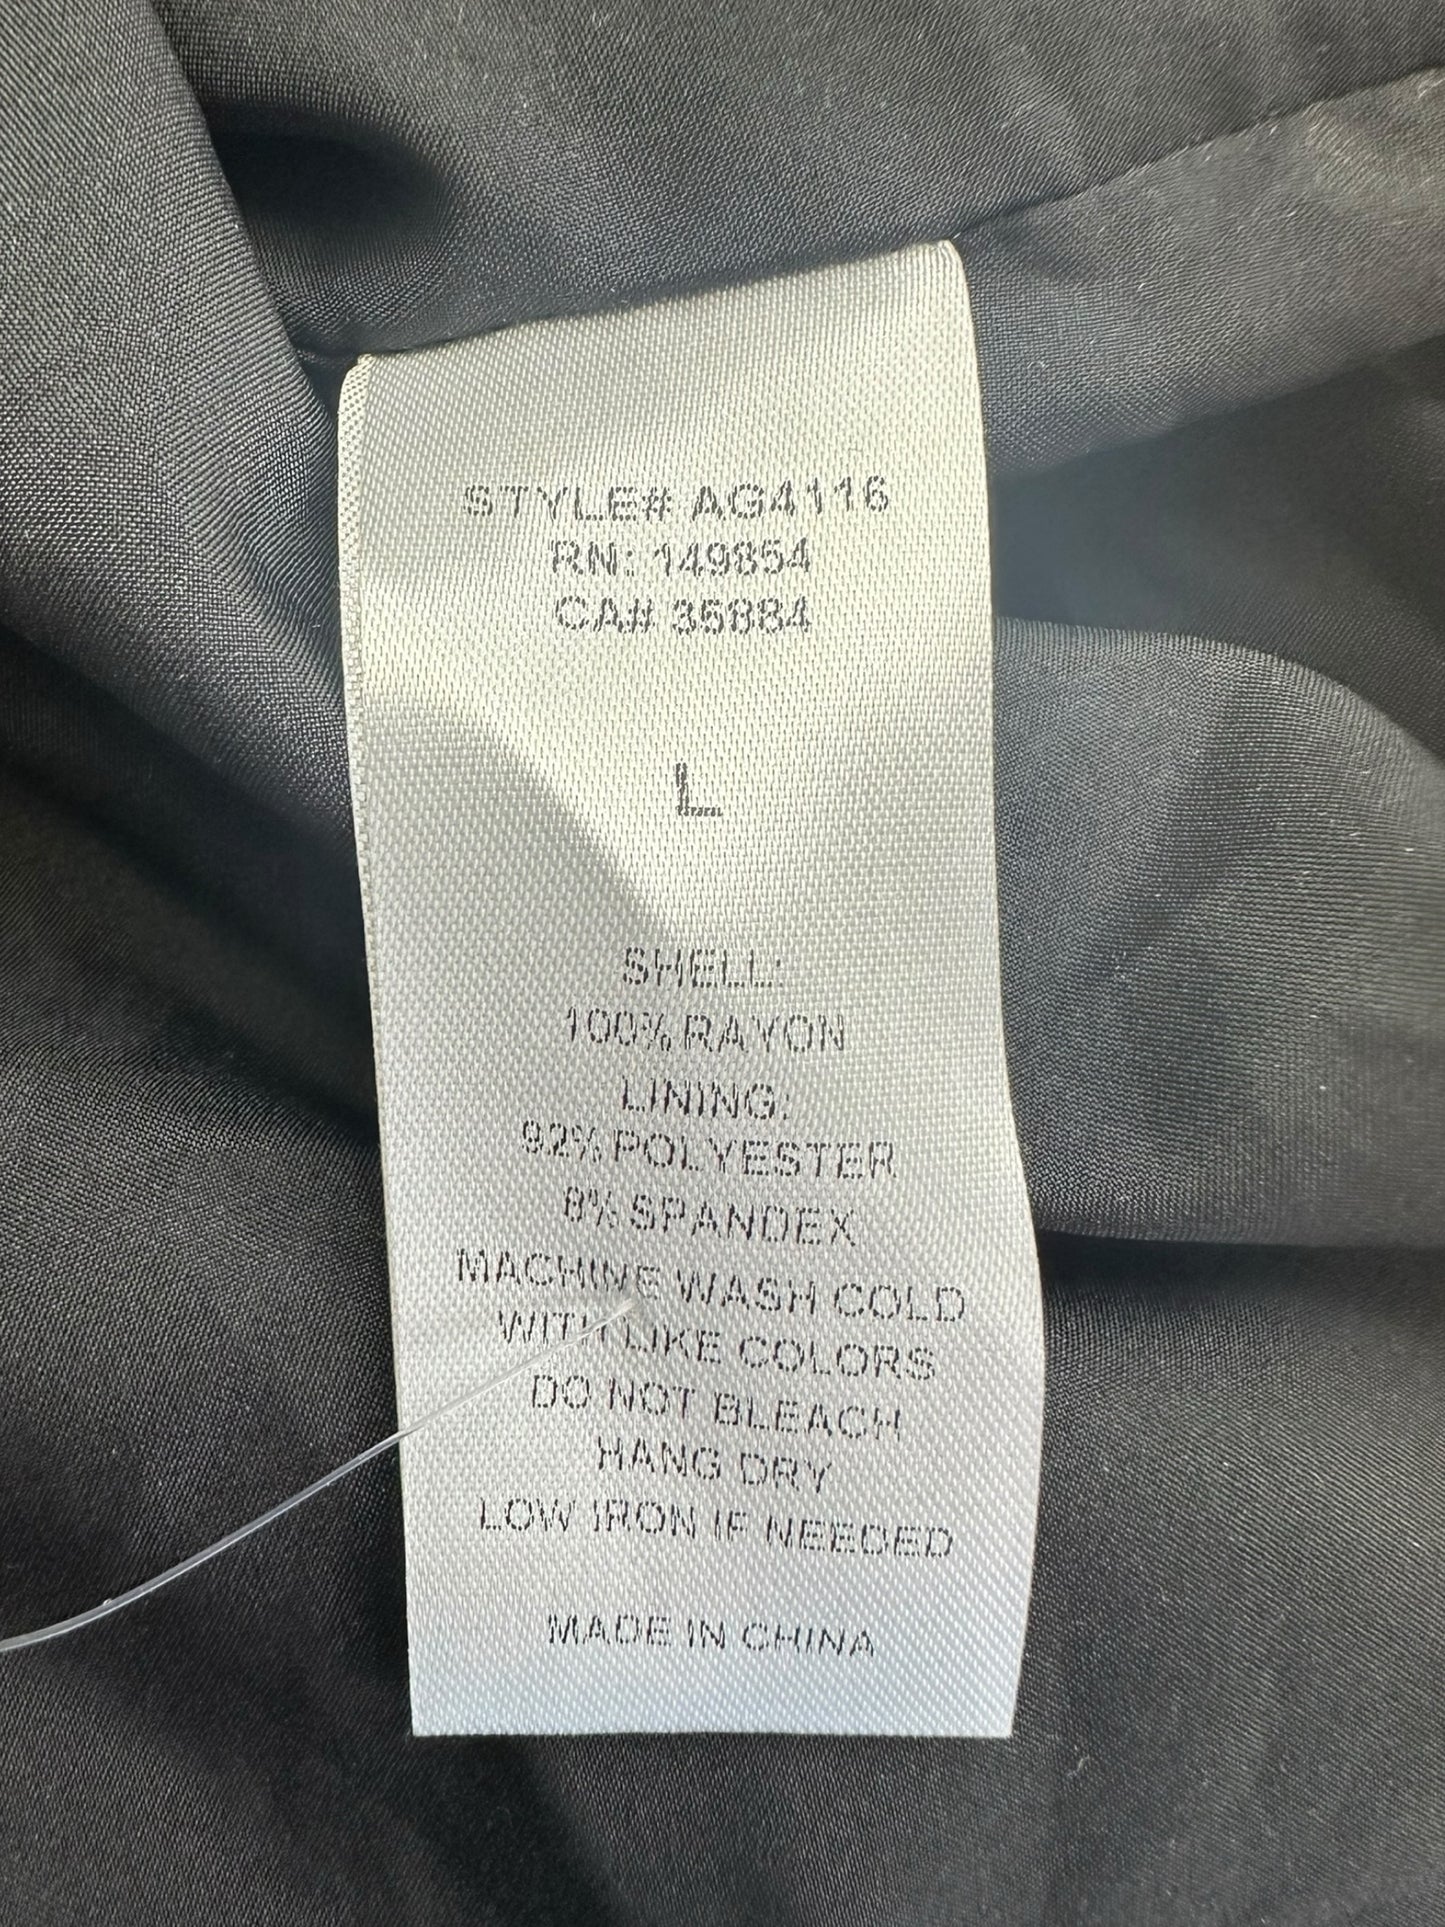 STYLE# AG4116
RN: 149854
CA# 35884
L
SHELL:
100% RAYON
LINING:
92% POLYESTER
8% SPANDEX
MACHINE WASH COLD
WITH LIKE COLORS
DO NOT BLEACH
HANG DRY
LOW IRON IF NEEDED
MADE IN CHINA